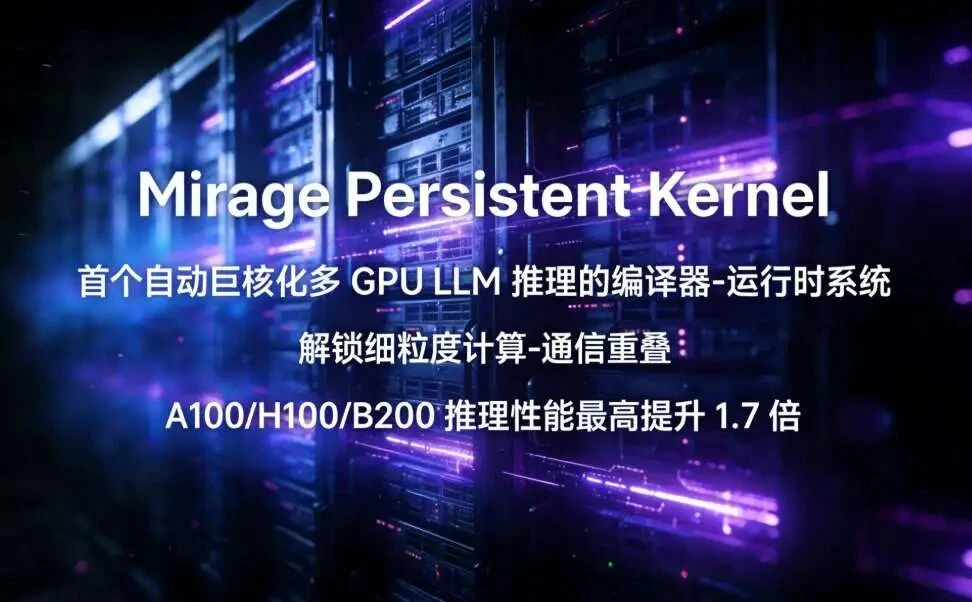 Mirage Persistent Kernel
首个自动巨核化多 GPU LLM 推理的编译器-运行时系统
解锁细粒度计算-通信重叠
A100/H100/B200 推理性能最高提升 1.7 倍